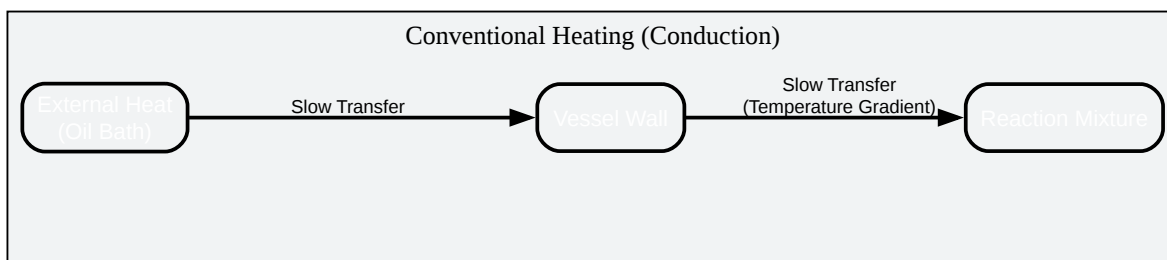 Conventional Heating (Conduction)
External Heat
(Oil Bath)
Slow Transfer
Vessel Wall
Slow Transfer
(Temperature Gradient)
Reaction Mixture